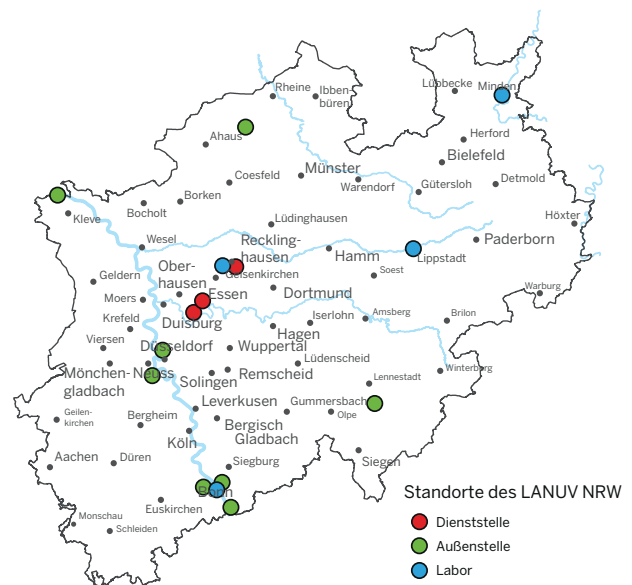 Rheine
Ibben-
büren
Lübbecke
Minden
Ahaus
Herford
Bielefeld
Coesfeld
Münster
Warendorf
Gütersloh
Detmold
Kleve
Bocholt
Borken
Lüdinghausen
Höxter
Wesel
Reckling-
hausen
Hamm
Lippstadt
Paderborn
Geldern
Ober-
hausen
Gelsenkirchen
Soest
Warburg
Moers
Essen
Dortmund
Krefeld
Duisburg
Iserlohn
Arnsberg
Brilon
Hagen
Viersen
Düsseldorf
Wuppertal
Lüdenscheid
Winterberg
Mönchen-
gladbach
Neuss
Solingen
Remscheid
Lennestadt
Geilen-
kirchen
Bergheim
Leverkusen
Gummersbach
Olpe
Köln
Bergisch
Gladbach
Aachen
Düren
Siegburg
Siegen
Bonn
Euskirchen
Monschau
Schleiden
Standorte des LANUV NRW
Dienststelle
Außenstelle
Labor